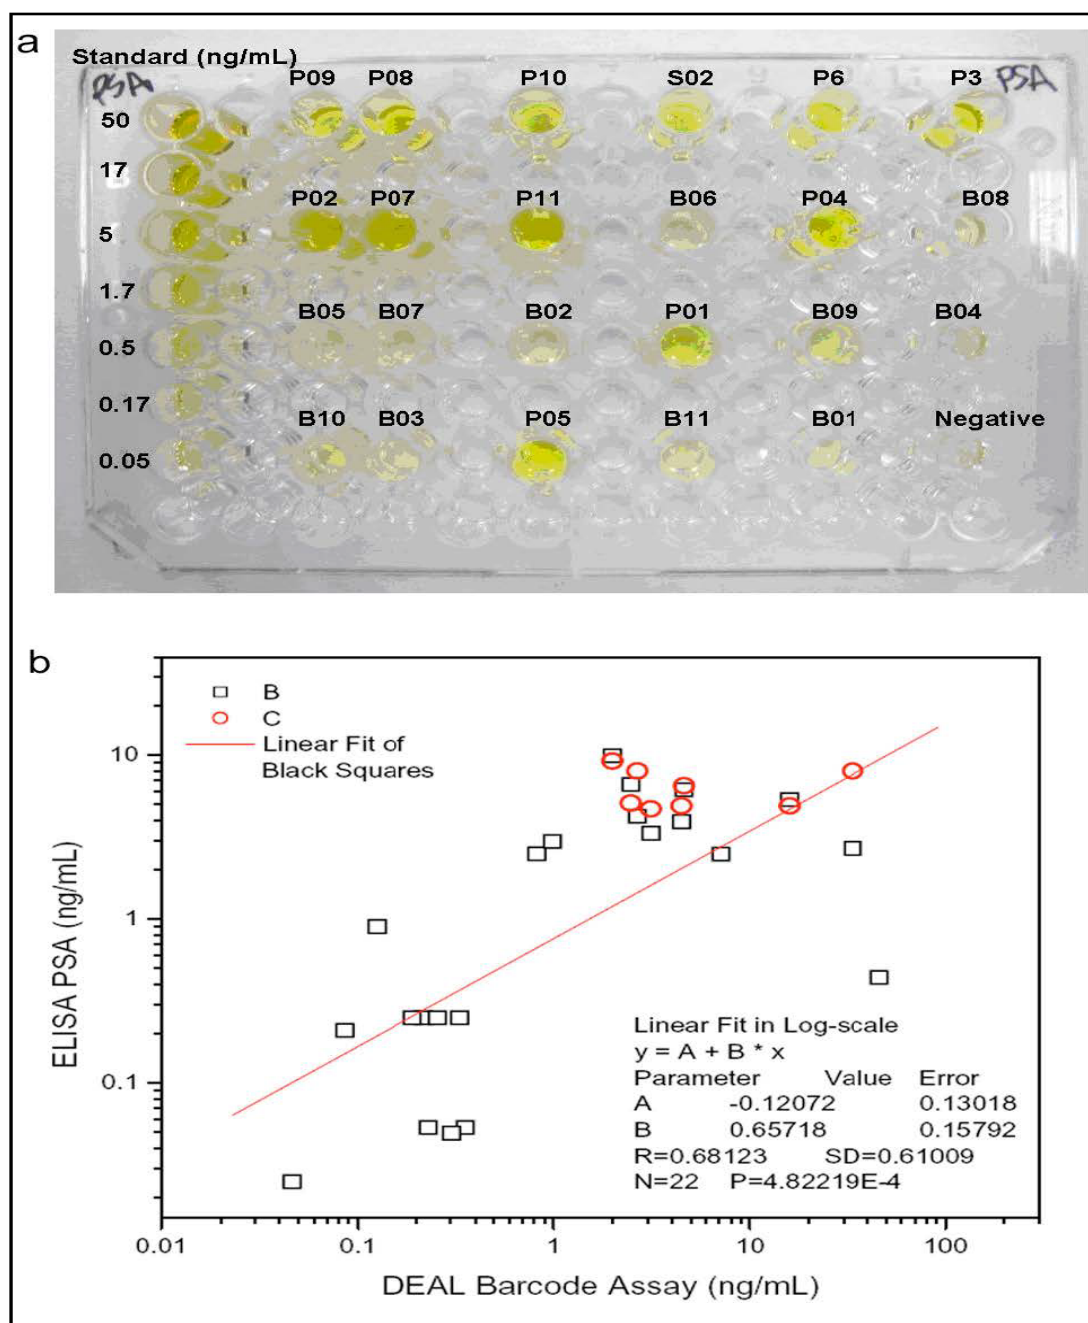 a
Standard (ng/mL)
PSA
PSA
P09 P08 P10 S02 P6 P3
50
17
P02 P07 P11 B06 P04 B08
5
1.7
B05 B07 B02 P01 B09 B04
0.5
0.17
B10 B03 P05 B11 B01 Negative
0.05
b
B
C
Linear Fit of
Black Squares
10
1
0.1
ELISA PSA (ng/mL)
Linear Fit in Log-scale
y = A + B * x
Parameter Value Error
A -0.12072 0.13018
B 0.65718 0.15792
R=0.68123 SD=0.61009
N=22 P=4.82219E-4
0.01 0.1 1 10 100
DEAL Barcode Assay (ng/mL)